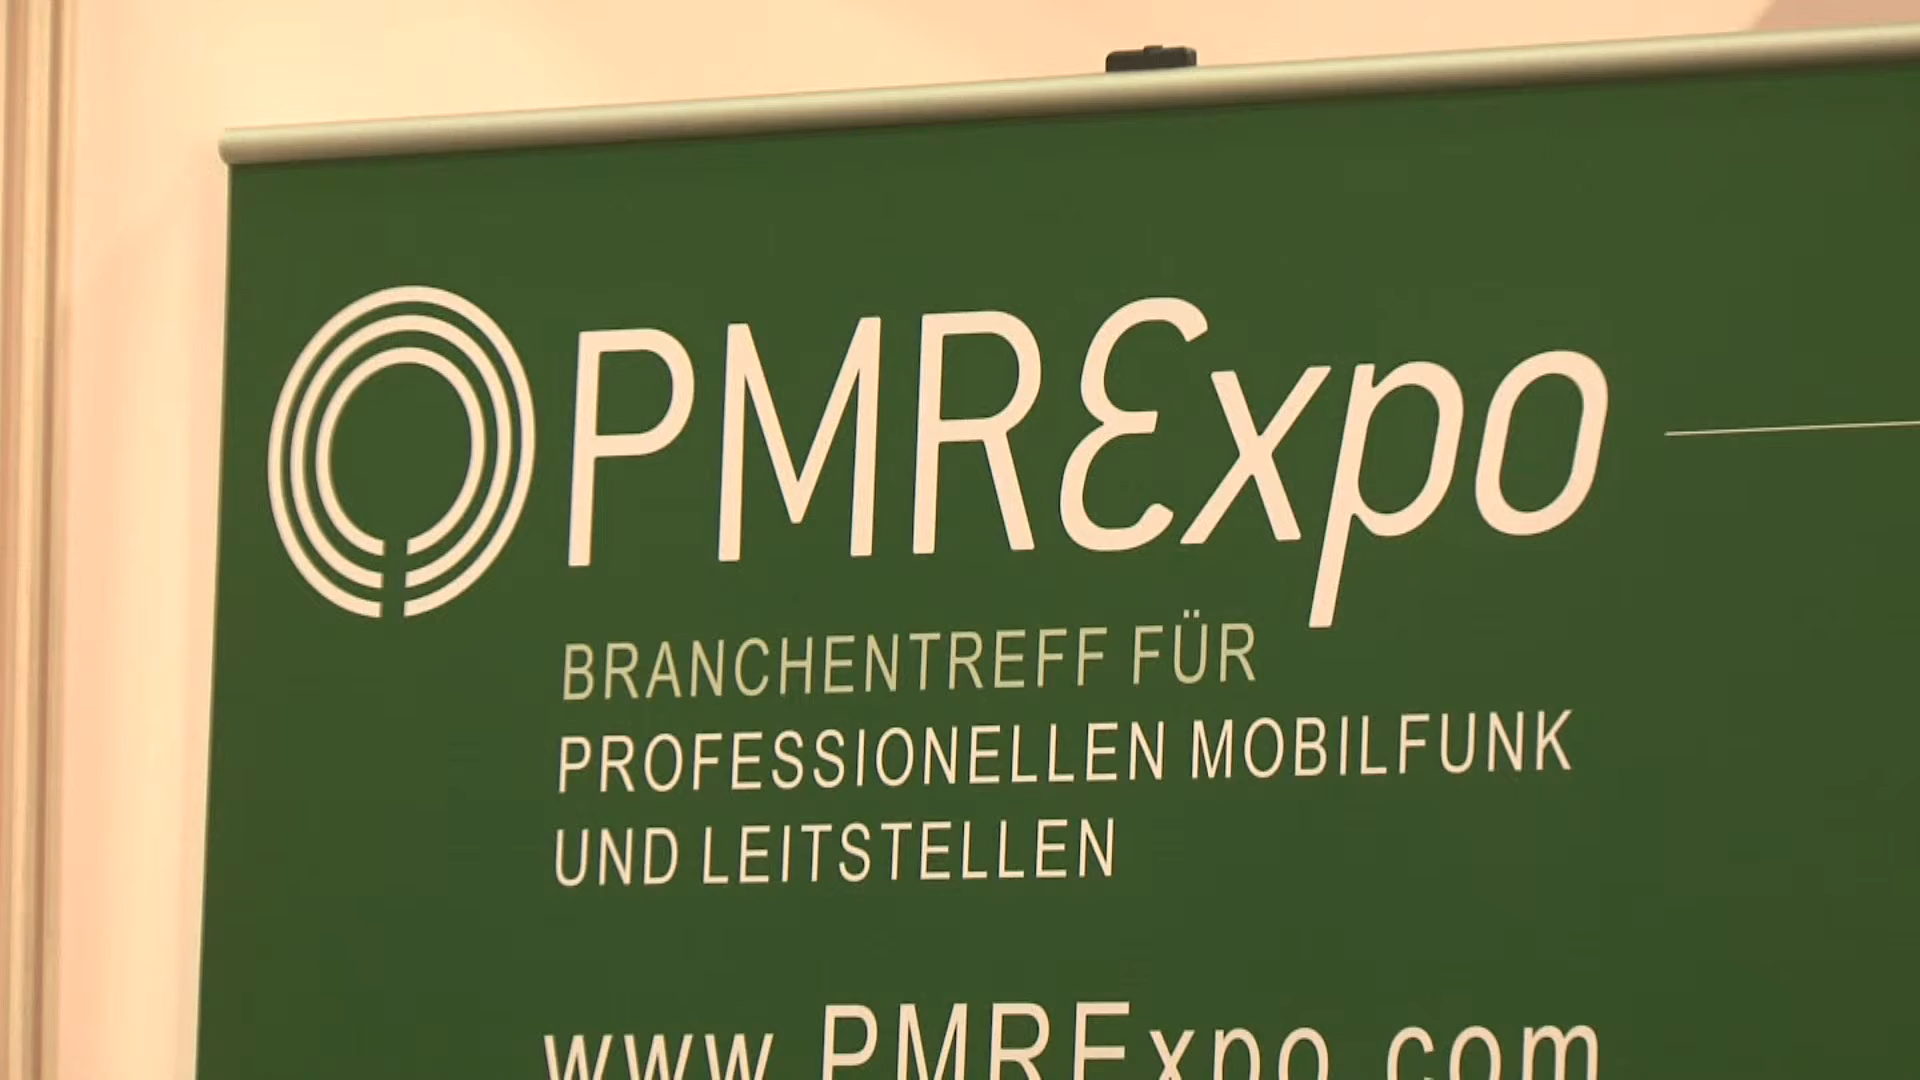 PMRExpo
BRANCHENTREFF FÜR
PROFESSIONELLEN MOBILFUNK
UND LEITSTELLEN
www.PMRExpo.com